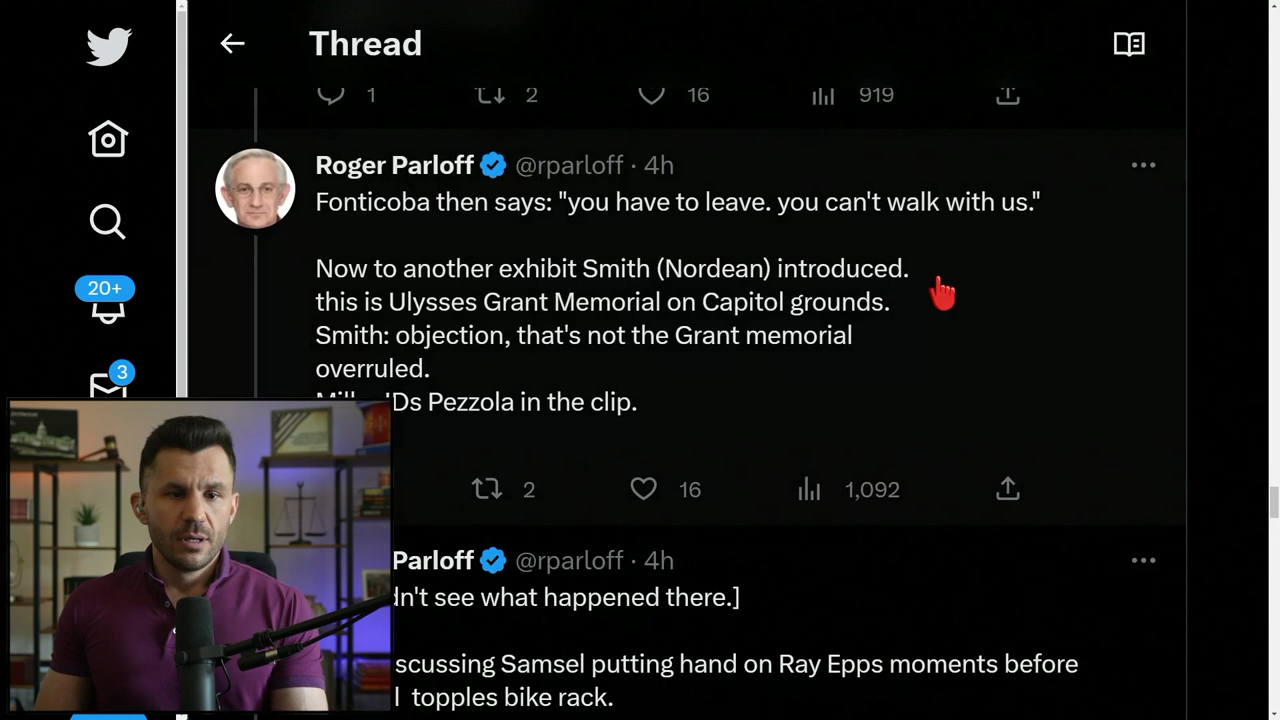 Thread
1 2 16 919
Roger Parloff @rparloff · 4h
Fonticoba then says: "you have to leave. you can't walk with us."
Now to another exhibit Smith (Nordean) introduced.
this is Ulysses Grant Memorial on Capitol grounds.
Smith: objection, that's not the Grant memorial
overruled.
Pezzola in the clip.
20+
3
2 16 1,092
Parloff @rparloff · 4h
see what happened there.]
Samsel putting hand on Ray Epps moments before
topples bike rack.